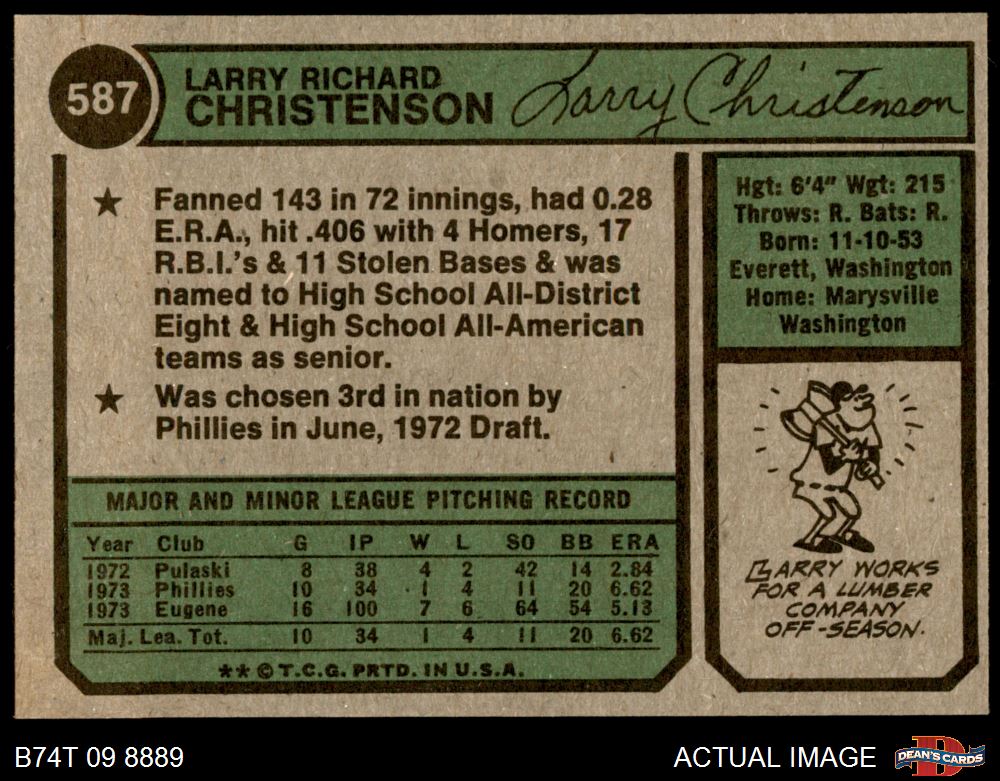 587
LARRY RICHARD
CHRISTENSON
Larry Christenson
★ Fanned 143 in 72 innings, had 0.28
E.R.A., hit .406 with 4 Homers, 17
R.B.I.'s & 11 Stolen Bases & was
named to High School All-District
Eight & High School All-American
teams as senior.
★ Was chosen 3rd in nation by
Phillies in June, 1972 Draft.
Hgt: 6'4" Wgt: 215
Throws: R. Bats: R.
Born: 11-10-53
Everett, Washington
Home: Marysville
Washington
LARRY WORKS
FOR A LUMBER
COMPANY
OFF-SEASON.
MAJOR AND MINOR LEAGUE PITCHING RECORD
Year Club G IP W L SO BB ERA
1972 Pulaski 8 38 4 2 42 14 2.84
1973 Phillies 10 34 1 4 11 20 6.62
1973 Eugene 16 100 7 6 64 54 5.13
Maj. Lea. Tot. 10 34 1 4 11 20 6.62
** © T.C.G. PRTD. IN U.S.A.
B74T 09 8889
ACTUAL IMAGE
D
DEAN'S CARDS